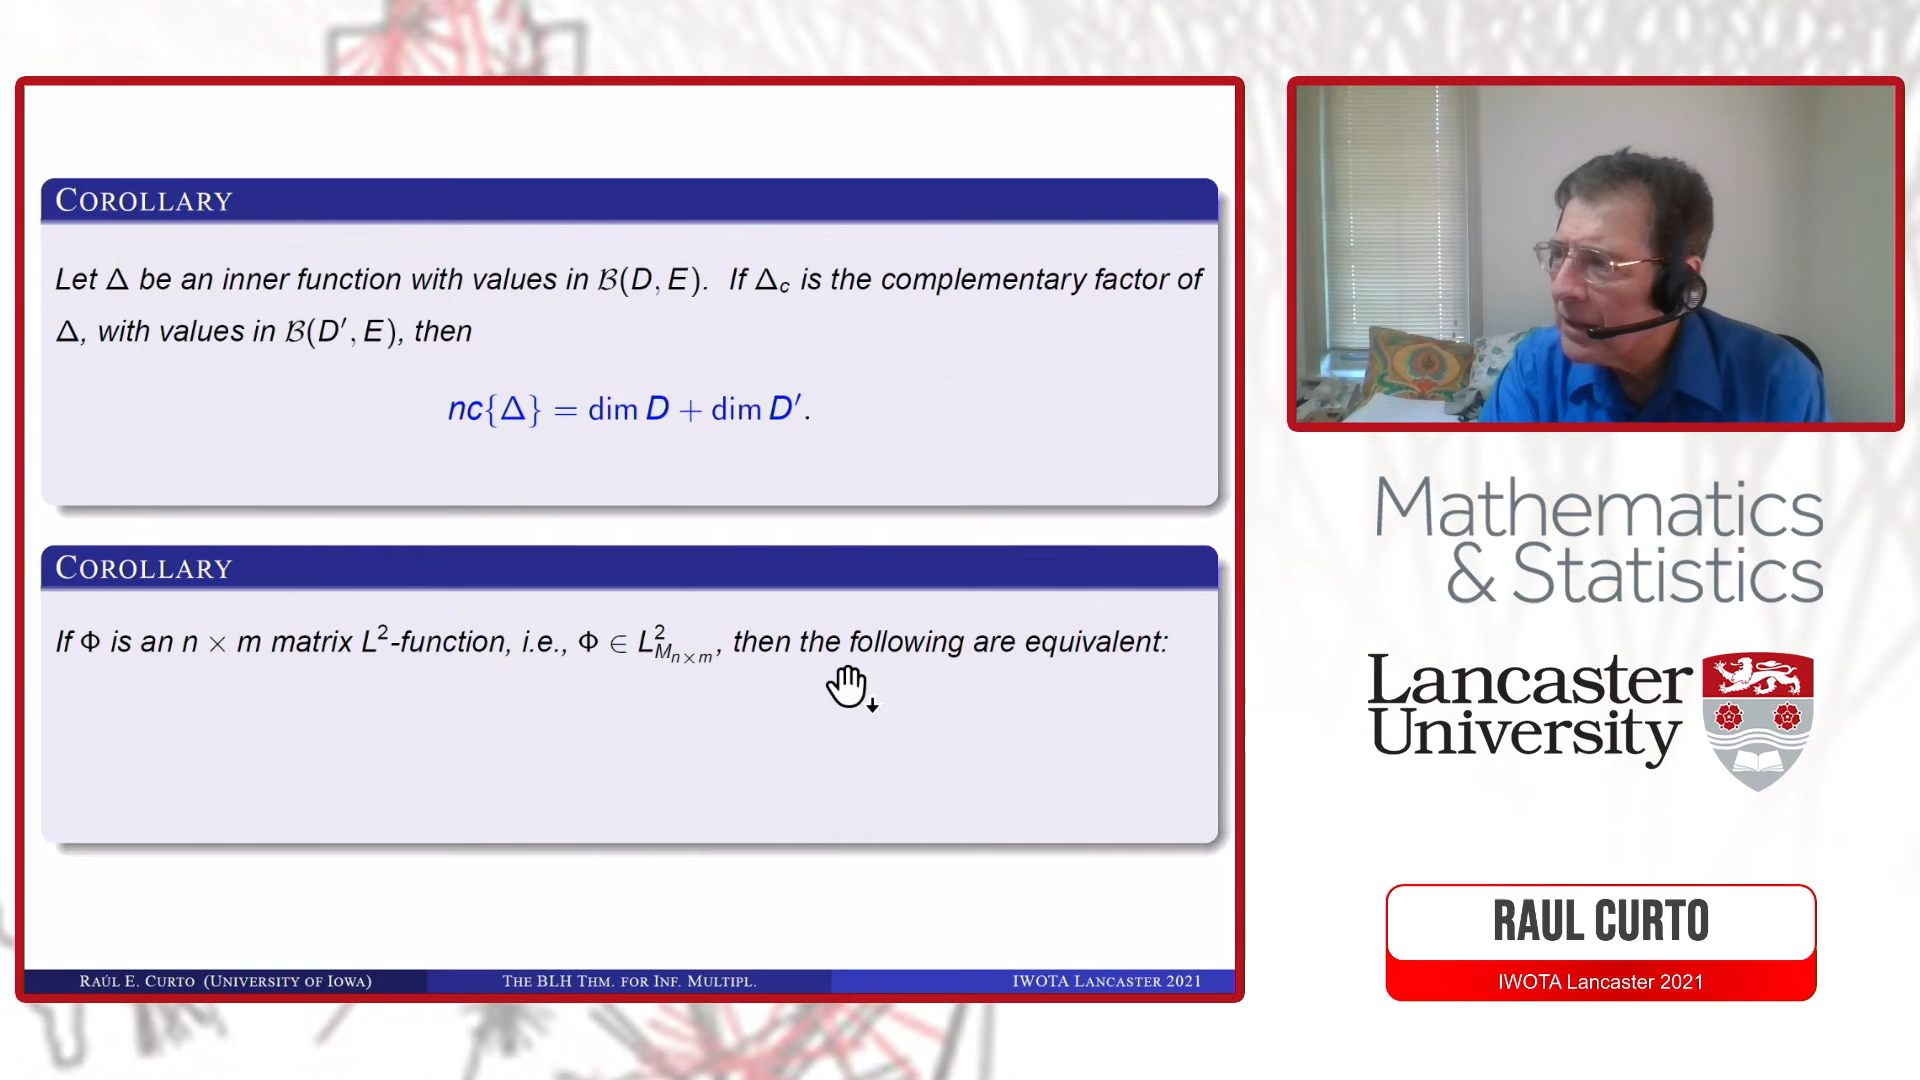 COROLLARY
Let Δ be an inner function with values in ℬ(D, E). If Δ_c is the complementary factor of
Δ, with values in ℬ(D′, E), then
nc{Δ} = dim D + dim D′.
COROLLARY
If Φ is an n × m matrix L²-function, i.e., Φ ∈ L²_{M_{n×m}}, then the following are equivalent:
RAÚL E. CURTO (UNIVERSITY OF IOWA)
THE BLH THM. FOR INF. MULTIPL.
IWOTA LANCASTER 2021
Mathematics
& Statistics
Lancaster
University
RAUL CURTO
IWOTA Lancaster 2021